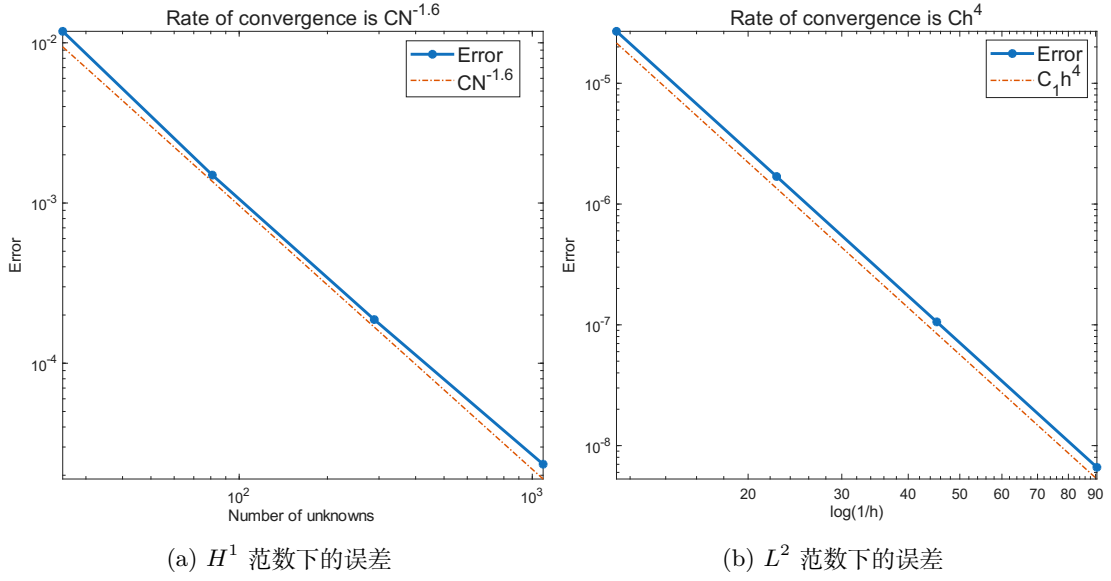 Rate of convergence is CN^-1.6
Error
CN^-1.6
10^-2
10^-3
10^-4
Error
10^2
10^3
Number of unknowns
(a) H^1 范数下的误差
Rate of convergence is Ch^4
Error
C_1h^4
10^-5
10^-6
10^-7
10^-8
Error
20 30 40 50 60 70 80 90
log(1/h)
(b) L^2 范数下的误差